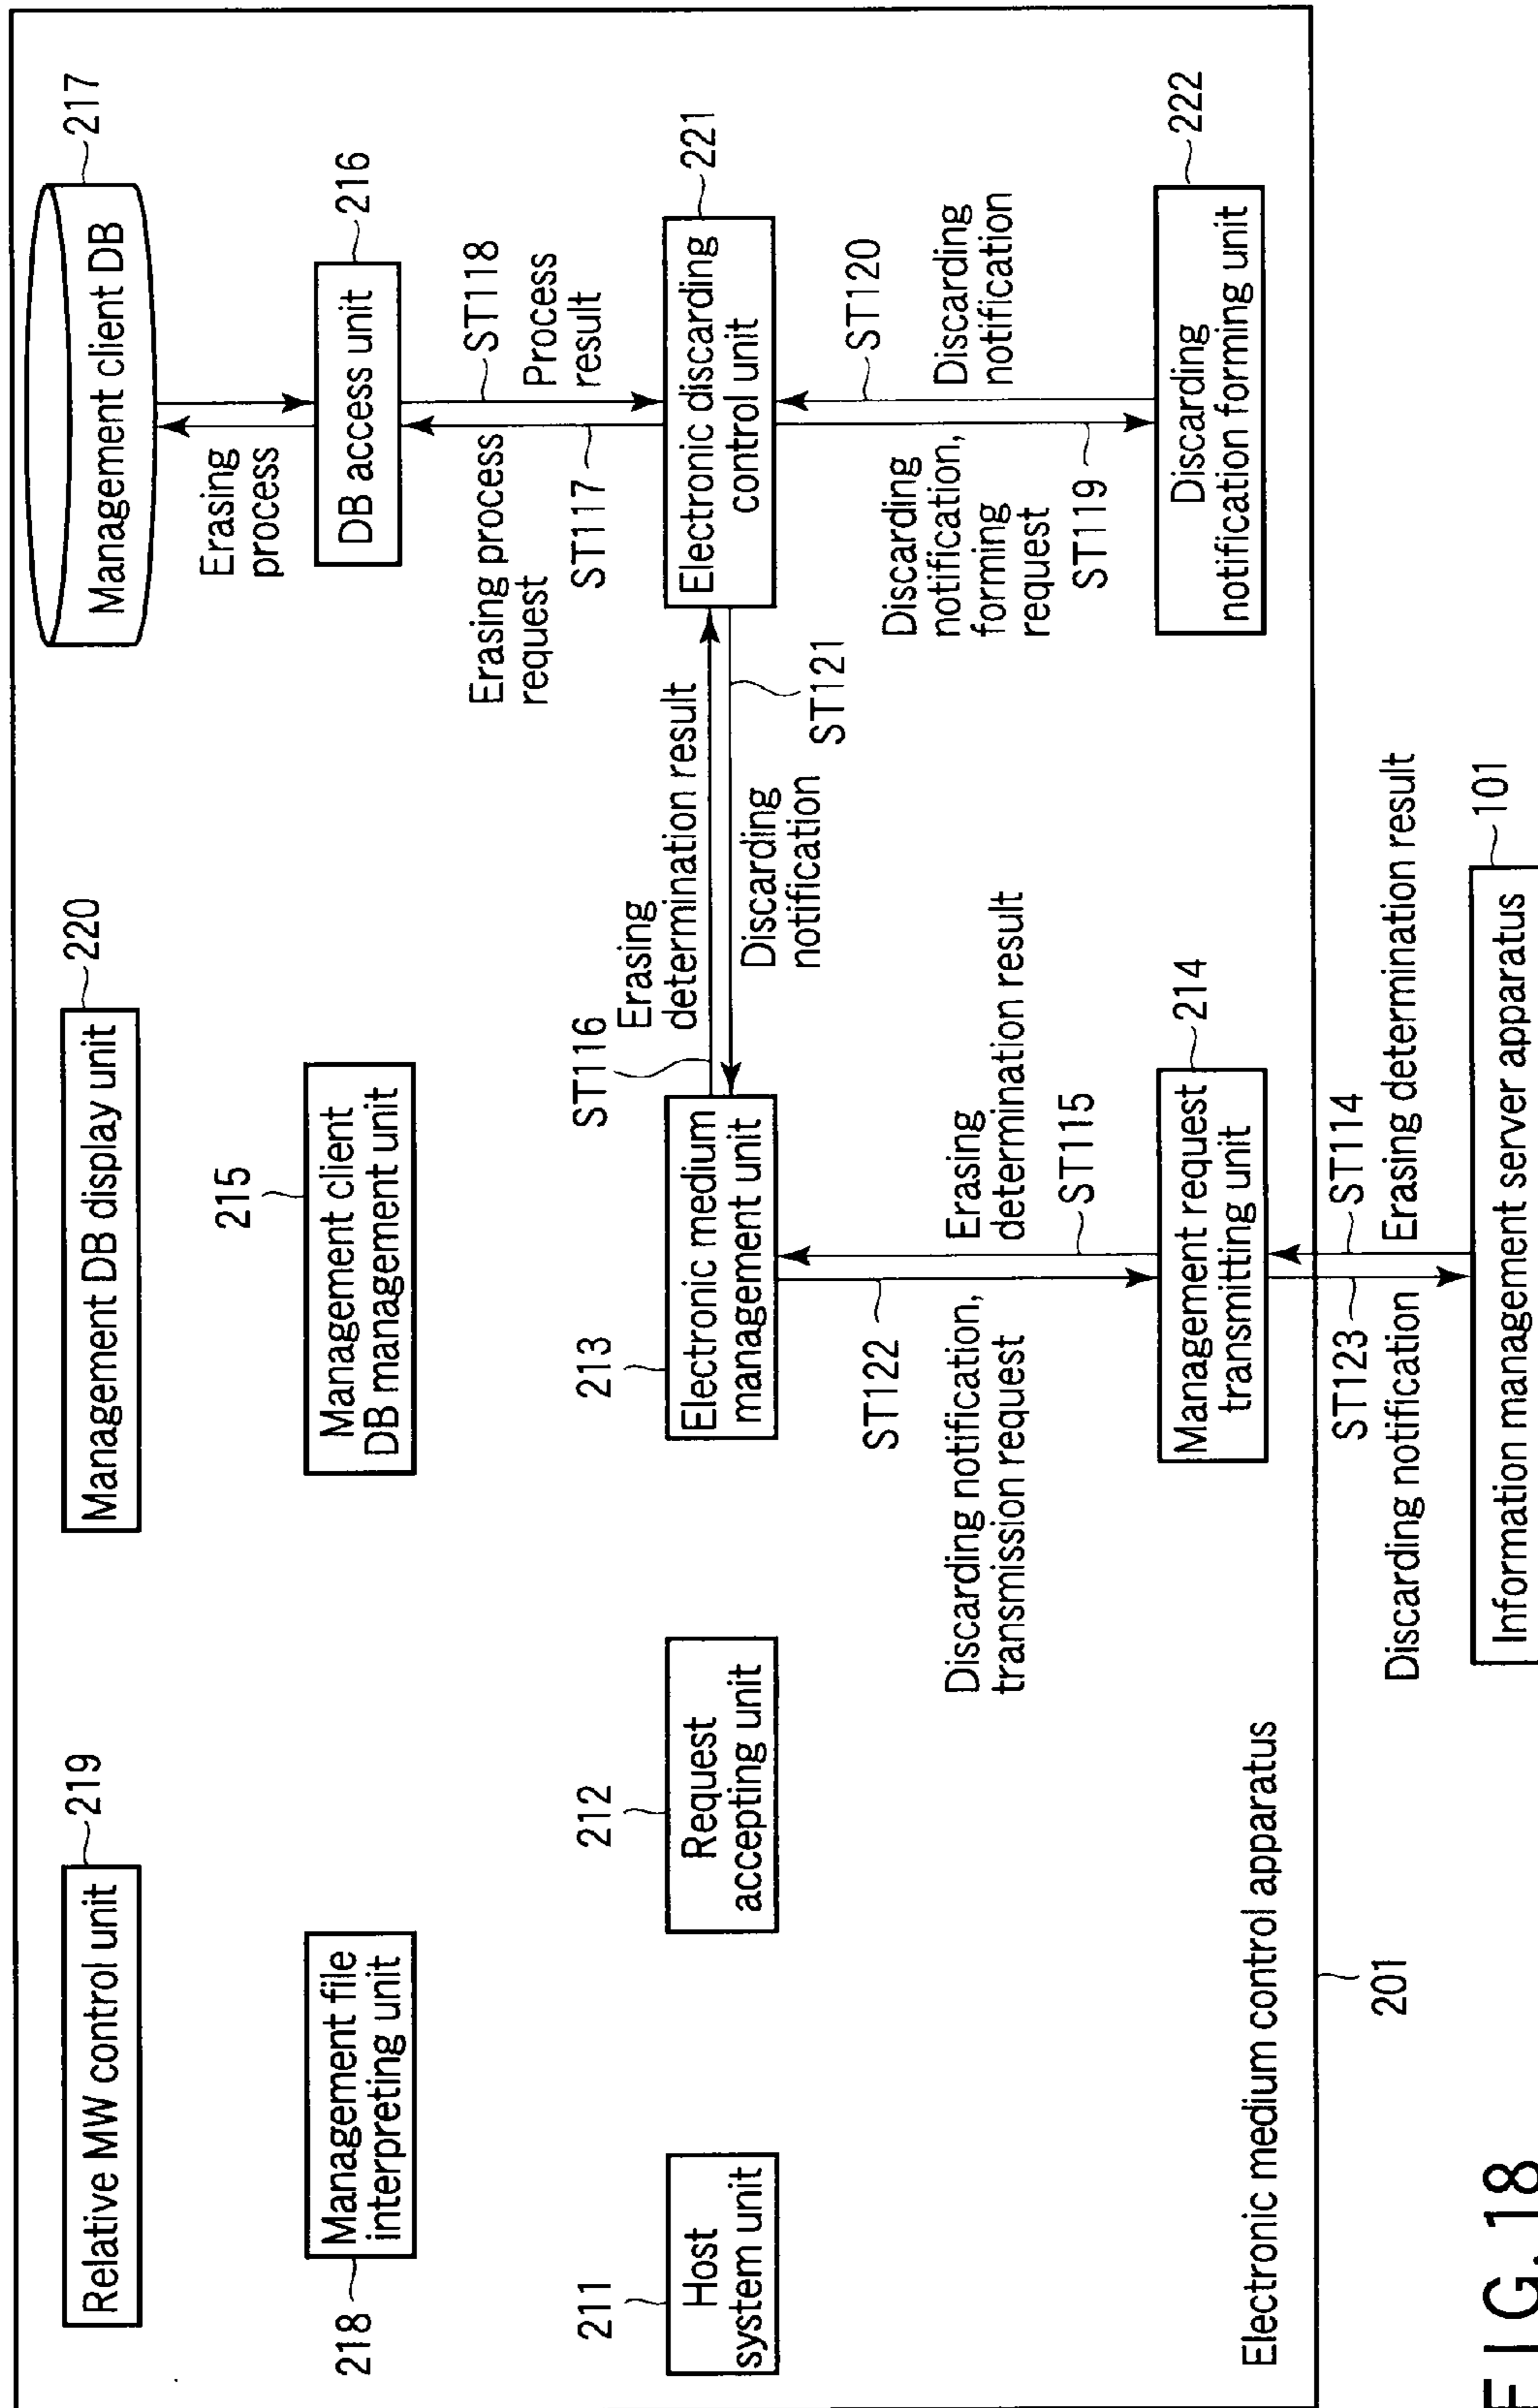 Relative MW control unit
219
Management DB display unit
220
Management client DB
217
Management file
interpreting unit
218
215
Management client
DB management unit
Erasing
process
DB access unit
216
Erasing process
request
ST117
ST118
Process
result
211
Host
system unit
212
Request
accepting unit
213
Electronic medium
management unit
ST116
Erasing
determination result
Discarding
notification
ST121
Electronic discarding
control unit
221
ST122
Discarding notification,
transmission request
Erasing
determination result
ST115
Discarding
notification,
forming
request
ST119
ST120
Discarding
notification
Management request
transmitting unit
214
Discarding
notification forming unit
222
Electronic medium control apparatus
201
ST123
Discarding notification
ST114
Erasing determination result
Information management server apparatus
101
FIG. 18